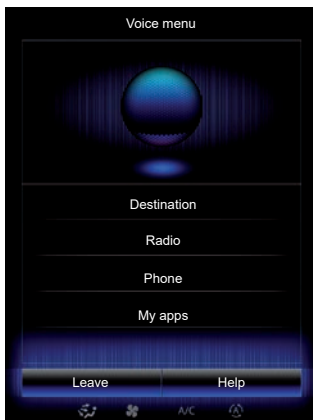 Voice menu
Destination
Radio
Phone
My apps
Leave Help
A/C A